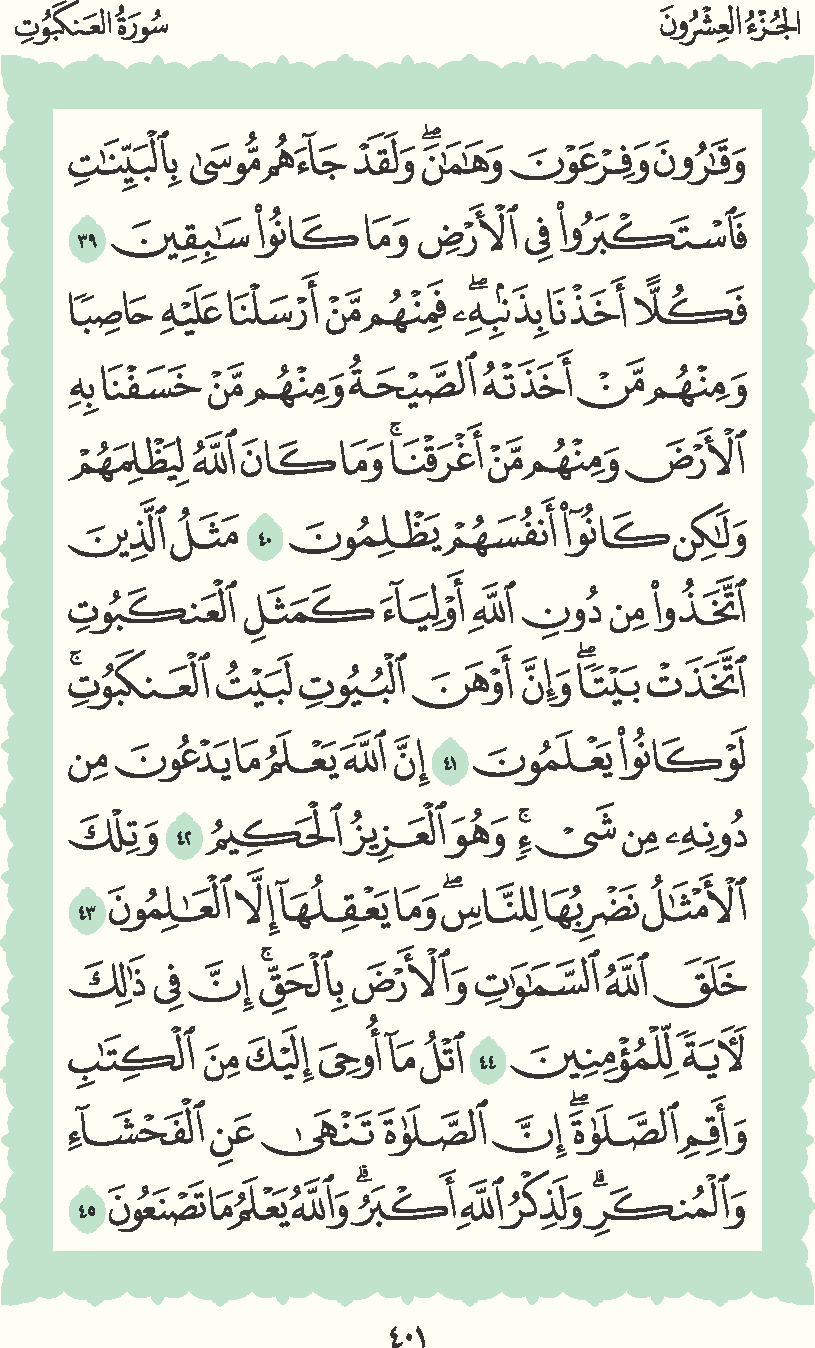 الجُزْءُ العِشْرُونَ
سُورَةُ العَنكَبُوتِ
وَقَٰرُونَ وَفِرْعَوْنَ وَهَٰمَٰنَۖ وَلَقَدْ جَآءَهُم مُّوسَىٰ بِٱلْبَيِّنَٰتِ
فَٱسْتَكْبَرُوا۟ فِى ٱلْأَرْضِ وَمَا كَانُوا۟ سَٰبِقِينَ ٣٩
فَكُلًّا أَخَذْنَا بِذَنۢبِهِۦۖ فَمِنْهُم مَّنْ أَرْسَلْنَا عَلَيْهِ حَاصِبًا
وَمِنْهُم مَّنْ أَخَذَتْهُ ٱلصَّيْحَةُ وَمِنْهُم مَّنْ خَسَفْنَا بِهِ
ٱلْأَرْضَ وَمِنْهُم مَّنْ أَغْرَقْنَاۚ وَمَا كَانَ ٱللَّهُ لِيَظْلِمَهُمْ
وَلَٰكِن كَانُوٓا۟ أَنفُسَهُمْ يَظْلِمُونَ ٤٠ مَثَلُ ٱلَّذِينَ
ٱتَّخَذُوا۟ مِن دُونِ ٱللَّهِ أَوْلِيَآءَ كَمَثَلِ ٱلْعَنكَبُوتِ
ٱتَّخَذَتْ بَيْتًاۖ وَإِنَّ أَوْهَنَ ٱلْبُيُوتِ لَبَيْتُ ٱلْعَنكَبُوتِۚ
لَوْ كَانُوا۟ يَعْلَمُونَ ٤١ إِنَّ ٱللَّهَ يَعْلَمُ مَا يَدْعُونَ مِن
دُونِهِۦ مِن شَىْءٍۚ وَهُوَ ٱلْعَزِيزُ ٱلْحَكِيمُ ٤٢ وَتِلْكَ
ٱلْأَمْثَٰلُ نَضْرِبُهَا لِلنَّاسِۖ وَمَا يَعْقِلُهَآ إِلَّا ٱلْعَٰلِمُونَ ٤٣
خَلَقَ ٱللَّهُ ٱلسَّمَٰوَٰتِ وَٱلْأَرْضَ بِٱلْحَقِّۚ إِنَّ فِى ذَٰلِكَ
لَءَايَةً لِّلْمُؤْمِنِينَ ٤٤ ٱتْلُ مَآ أُوحِىَ إِلَيْكَ مِنَ ٱلْكِتَٰبِ
وَأَقِمِ ٱلصَّلَوٰةَۖ إِنَّ ٱلصَّلَوٰةَ تَنْهَىٰ عَنِ ٱلْفَحْشَآءِ
وَٱلْمُنكَرِۗ وَلَذِكْرُ ٱللَّهِ أَكْبَرُۗ وَٱللَّهُ يَعْلَمُ مَا تَصْنَعُونَ ٤٥
٤٠١